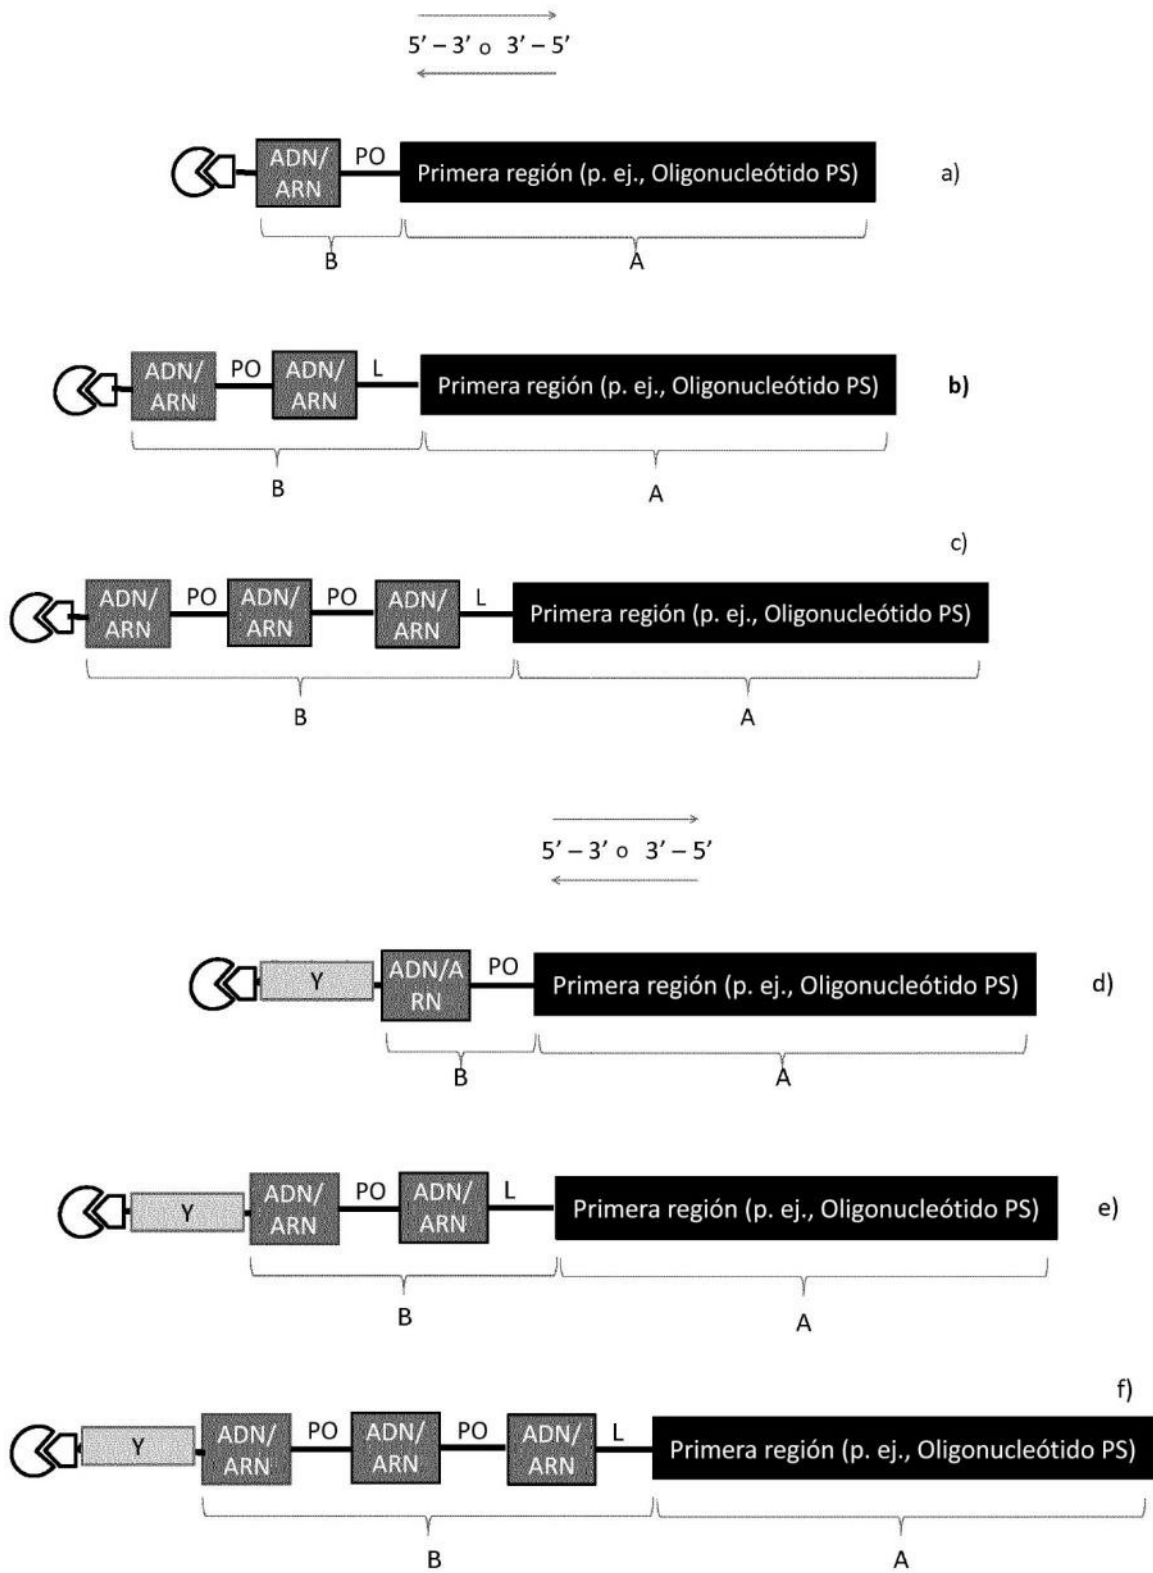 5’ – 3’ o 3’ – 5’
ADN/
ARN
PO
Primera región (p. ej., Oligonucleótido PS)
a)
B
A
ADN/
ARN
PO
ADN/
ARN
L
Primera región (p. ej., Oligonucleótido PS)
b)
B
A
c)
ADN/
ARN
PO
ADN/
ARN
PO
ADN/
ARN
L
Primera región (p. ej., Oligonucleótido PS)
B
A
5’ – 3’ o 3’ – 5’
Y
ADN/A
RN
PO
Primera región (p. ej., Oligonucleótido PS)
d)
B
A
Y
ADN/
ARN
PO
ADN/
ARN
L
Primera región (p. ej., Oligonucleótido PS)
e)
B
A
f)
Y
ADN/
ARN
PO
ADN/
ARN
PO
ADN/
ARN
L
Primera región (p. ej., Oligonucleótido PS)
B
A